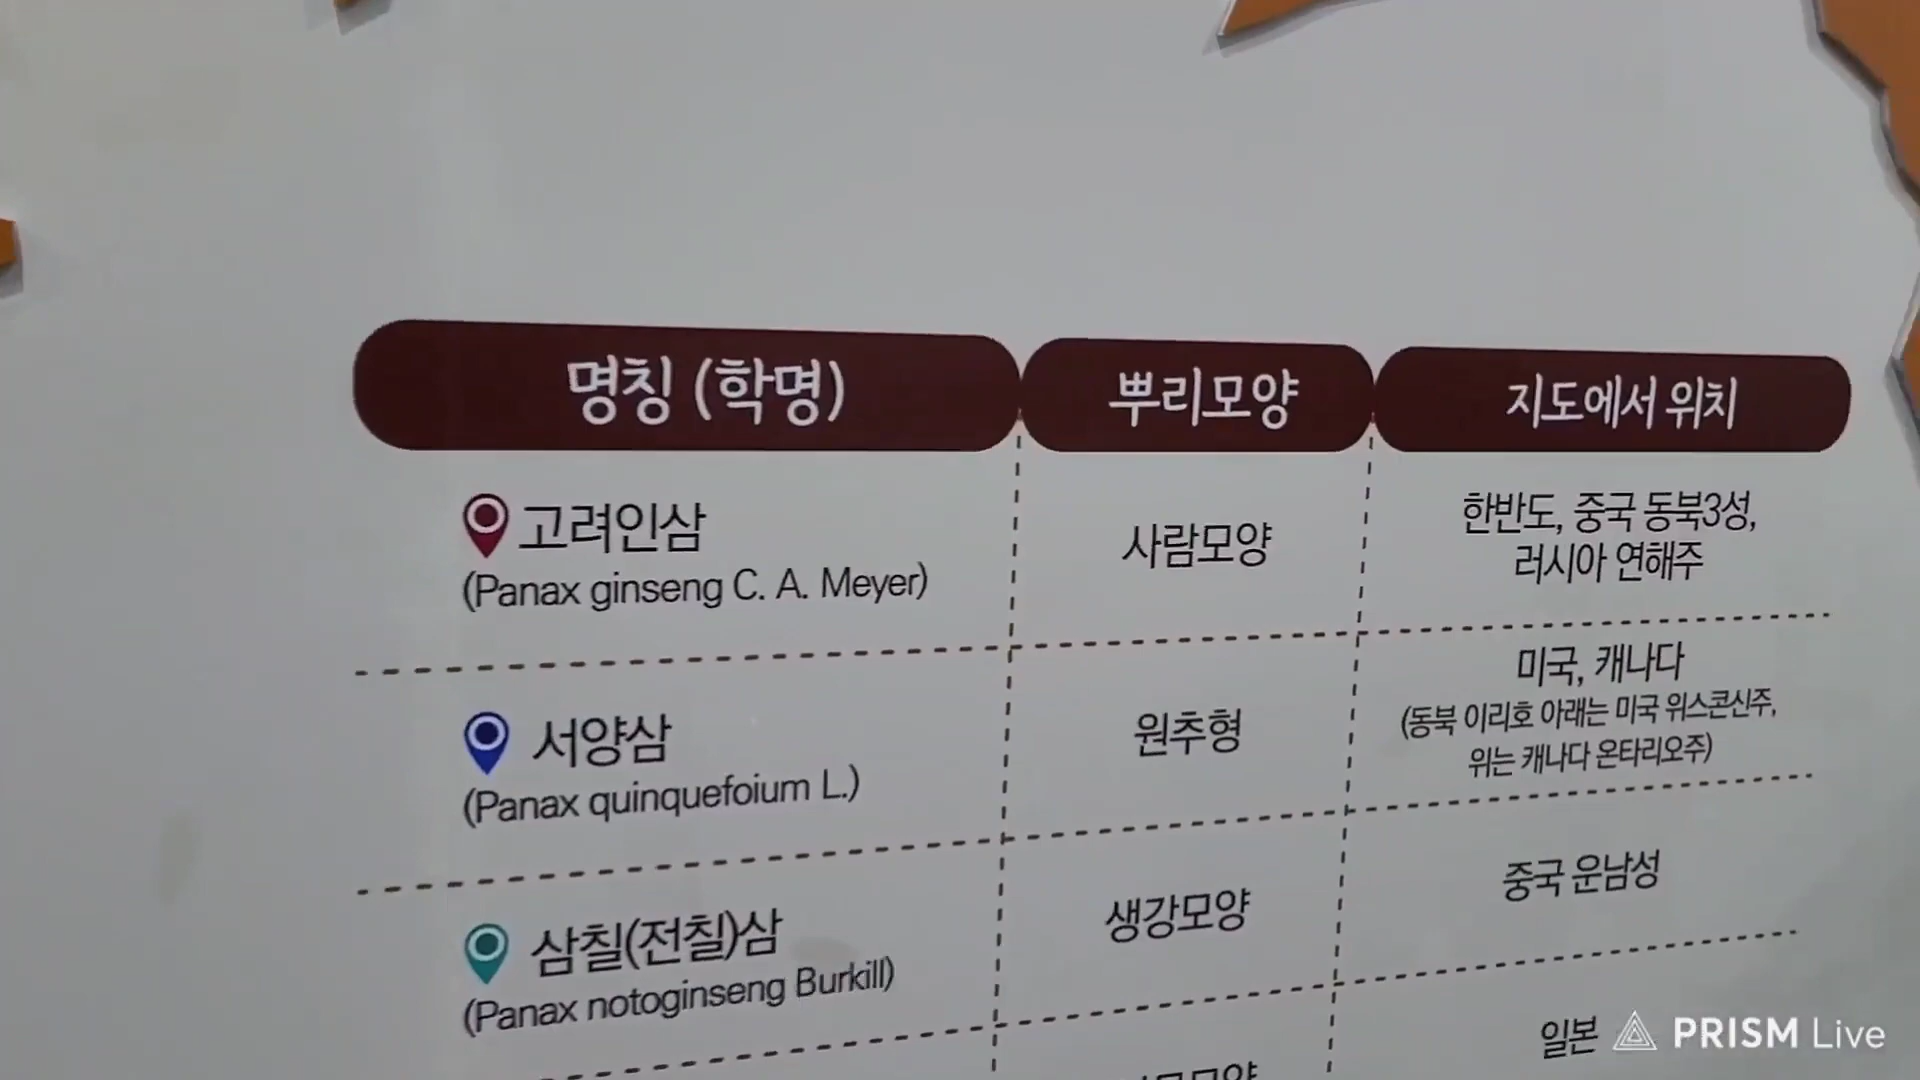 명칭 (학명)
뿌리모양
지도에서 위치
고려인삼
(Panax ginseng C. A. Meyer)
사람모양
한반도, 중국 동북3성,
러시아 연해주
서양삼
(Panax quinquefoium L.)
원추형
미국, 캐나다
(동북 이리호 아래는 미국 위스콘신주,
위는 캐나다 온타리오주)
삼칠(전칠)삼
(Panax notoginseng Burkill)
생강모양
중국 운남성
일본
PRISM Live